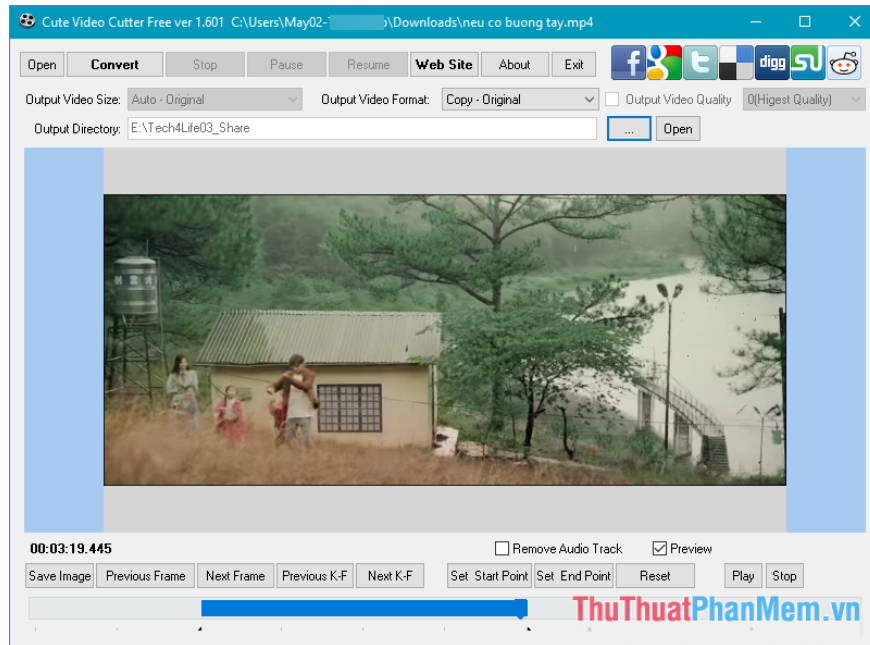 Cute Video Cutter Free ver 1.601 C:\Users\May02-\Downloads\neu co buong tay.mp4
Open Convert Stop Pause Resume Web Site About Exit f g t digg SU
Output Video Size: Auto - Original Output Video Format: Copy - Original Output Video Quality 0(Higest Quality)
Output Directory: E:\Tech4Life03_Share ... Open
00:03:19.445 Remove Audio Track Preview
Save Image Previous Frame Next Frame Previous K-F Next K-F Set Start Point Set End Point Reset Play Stop
ThuThuatPhanMem.vn